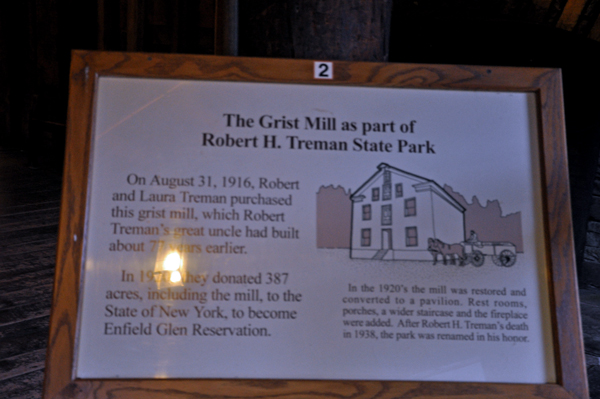 2
The Grist Mill as part of
Robert H. Treman State Park
On August 31, 1916, Robert
and Laura Treman purchased
this grist mill, which Robert
Treman's great uncle had built
about years earlier.
In they donated 387
acres, including the mill, to the
State of New York, to become
Enfield Glen Reservation.
In the 1920's the mill was restored and
converted to a pavilion. Rest rooms,
porches, a wider staircase and the fireplace
were added. After Robert H. Treman's death
in 1938, the park was renamed in his honor.